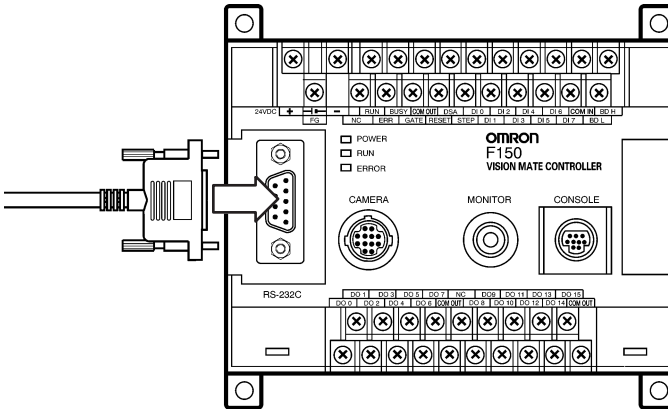 24VDC + − RUN BUSY COM OUT DSA DI 0 DI 2 DI 4 DI 6 COM IN BD H
FG NC ERR GATE RESET STEP DI 1 DI 3 DI 5 DI 7 BD L
POWER
RUN
ERROR
OMRON
F150
VISION MATE CONTROLLER
CAMERA
MONITOR
CONSOLE
RS-232C
DO 1 DO 3 DO 5 DO 7 NC DO9 DO 11 DO 13 DO 15
DO 0 DO 2 DO 4 DO 6 COM OUT DO 8 DO 10 DO 12 DO 14 COM OUT